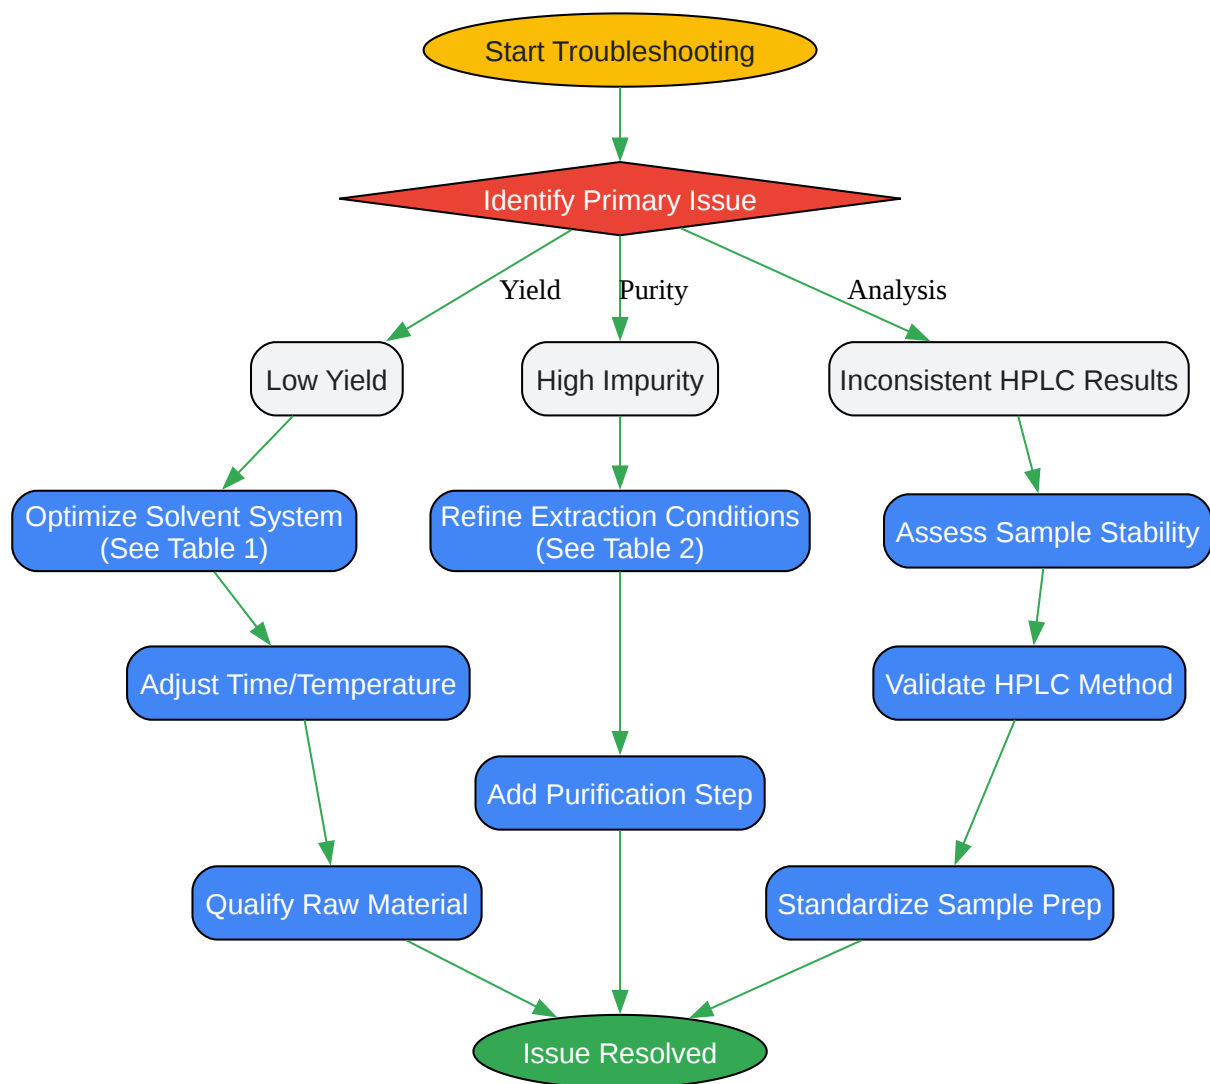 Start Troubleshooting
Identify Primary Issue
Yield
Purity
Analysis
Low Yield
High Impurity
Inconsistent HPLC Results
Optimize Solvent System
(See Table 1)
Refine Extraction Conditions
(See Table 2)
Assess Sample Stability
Adjust Time/Temperature
Validate HPLC Method
Add Purification Step
Qualify Raw Material
Standardize Sample Prep
Issue Resolved